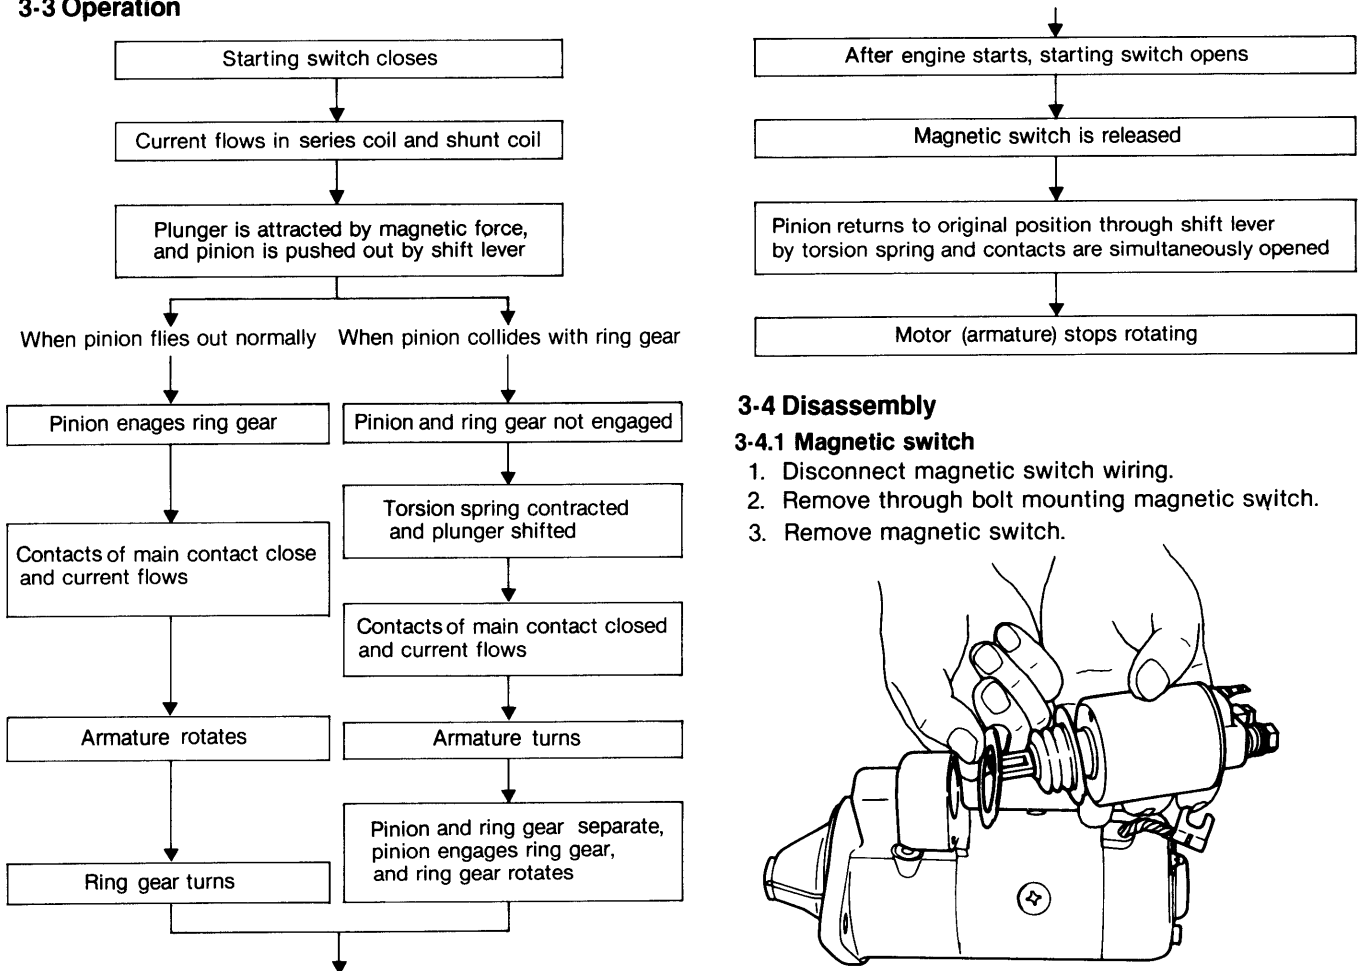 3-3 Operation
Starting switch closes
Current flows in series coil and shunt coil
Plunger is attracted by magnetic force,
and pinion is pushed out by shift lever
When pinion flies out normally
Pinion enages ring gear
Contacts of main contact close
and current flows
Armature rotates
Ring gear turns
When pinion collides with ring gear
Pinion and ring gear not engaged
Torsion spring contracted
and plunger shifted
Contacts of main contact closed
and current flows
Armature turns
Pinion and ring gear separate,
pinion engages ring gear,
and ring gear rotates
After engine starts, starting switch opens
Magnetic switch is released
Pinion returns to original position through shift lever
by torsion spring and contacts are simultaneously opened
Motor (armature) stops rotating
3-4 Disassembly
3-4.1 Magnetic switch
1. Disconnect magnetic switch wiring.
2. Remove through bolt mounting magnetic switch.
3. Remove magnetic switch.